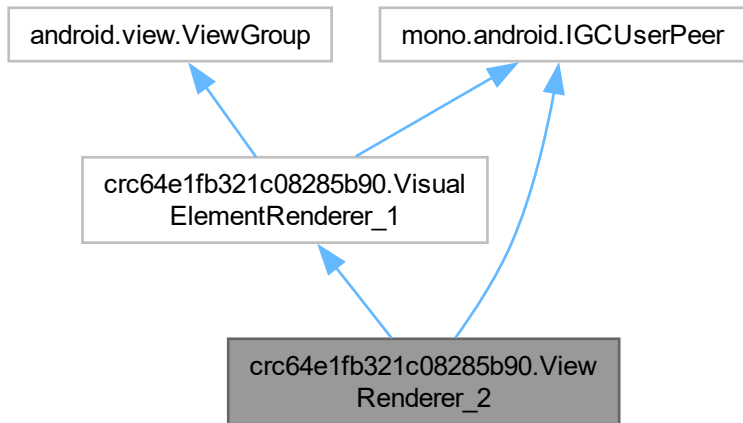 android.view.ViewGroup
mono.android.IGCUserPeer
crc64e1fb321c08285b90.Visual
ElementRenderer_1
crc64e1fb321c08285b90.View
Renderer_2